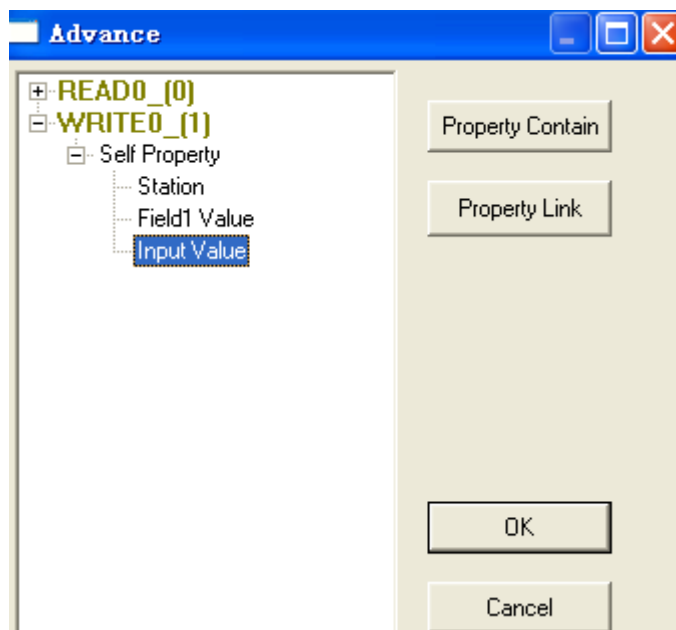 Advance
READ0_(0)
WRITE0_(1)
Self Property
Station
Field1 Value
Input Value
Property Contain
Property Link
OK
Cancel